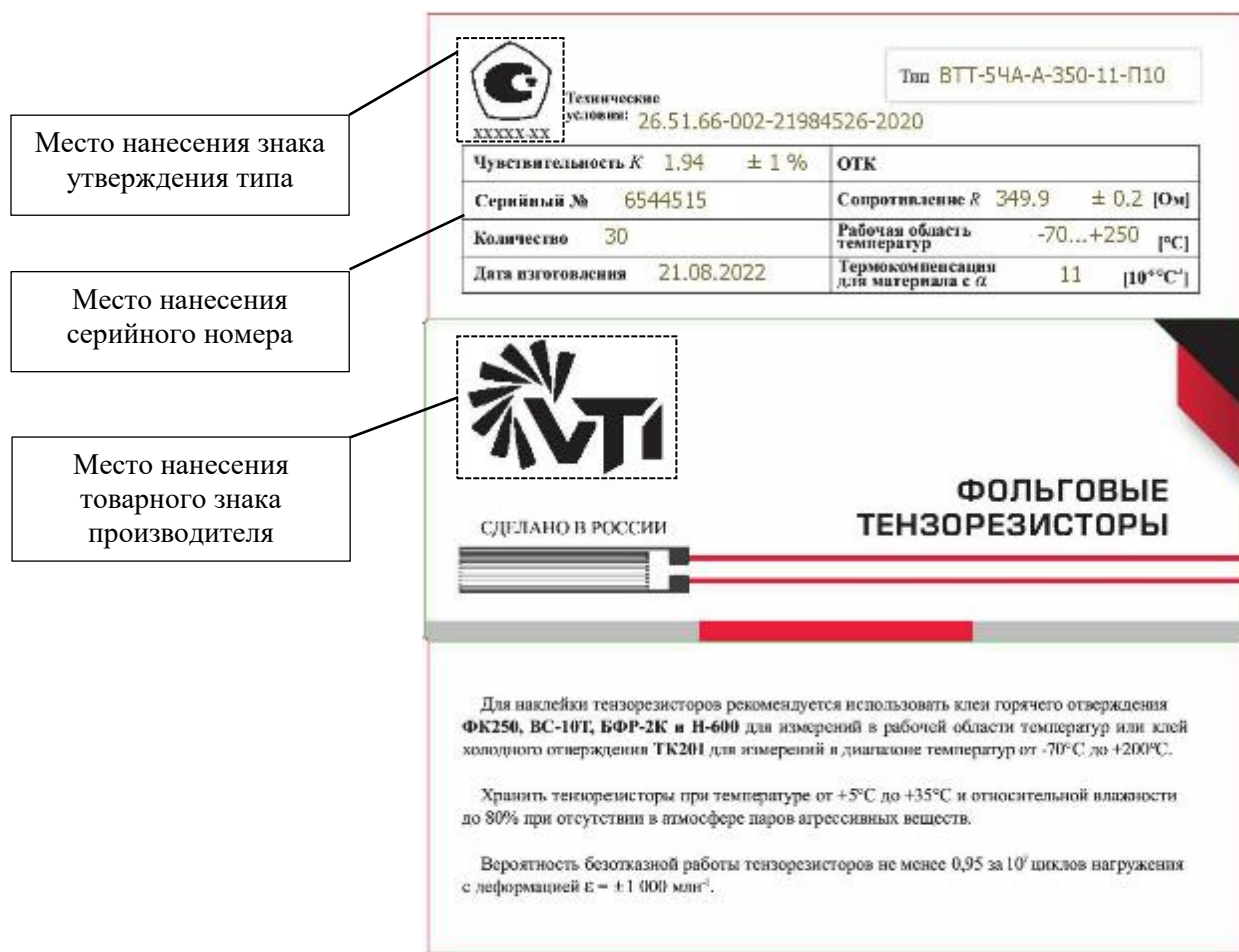 Место нанесения знака
утверждения типа
Место нанесения
серийного номера
Место нанесения
товарного знака
производителя
XXXXX-XX
Технические
условия: 26.51.66-002-21984526-2020
Тип ВТТ-5ЧА-А-350-11-П10
Чувствительность K 1.94 ± 1 % ОТК
Серийный № 6544515 Сопротивление R 349.9 ± 0.2 [Ом]
Количество 30 Рабочая область температур -70...+250 [°C]
Дата изготовления 21.08.2022 Термокомпенсация для материала с α 11
VTI
СДЕЛАНО В РОССИИ
ФОЛЬГОВЫЕ
ТЕНЗОРЕЗИСТОРЫ
Для наклейки тензорезисторов рекомендуется использовать клеи горячего отверждения
ФК250, ВС-10Т, БФР-2К и Н-600 для измерений в рабочей области температур или клей
холодного отверждения ТК201 для измерений в диапазоне температур от -70°C до +200°C.
Хранить тензорезисторы при температуре от +5°C до +35°C и относительной влажности
до 80% при отсутствии в атмосфере паров агрессивных веществ.
Вероятность безотказной работы тензорезисторов не менее 0,95 за циклов нагружения
с деформацией ε = ±1 000 млн⁻¹.